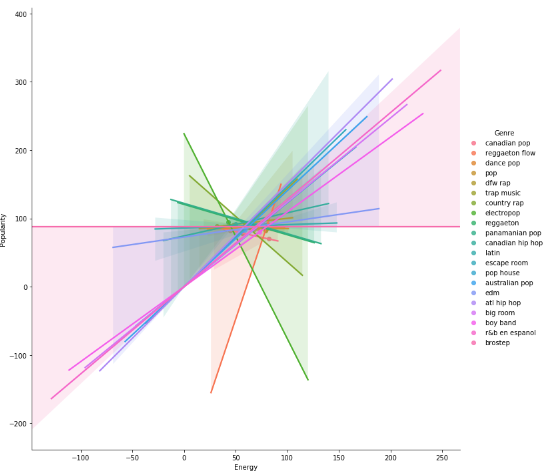 400
300
200
100
0
−100
−200
Popularity
−100
−50
0
50
100
150
200
250
Energy
Genre
canadian pop
reggaeton flow
dance pop
pop
dfw rap
trap music
country rap
electropop
reggaeton
panamanian pop
canadian hip hop
latin
escape room
pop house
australian pop
edm
atl hip hop
big room
boy band
r&b en espanol
brostep